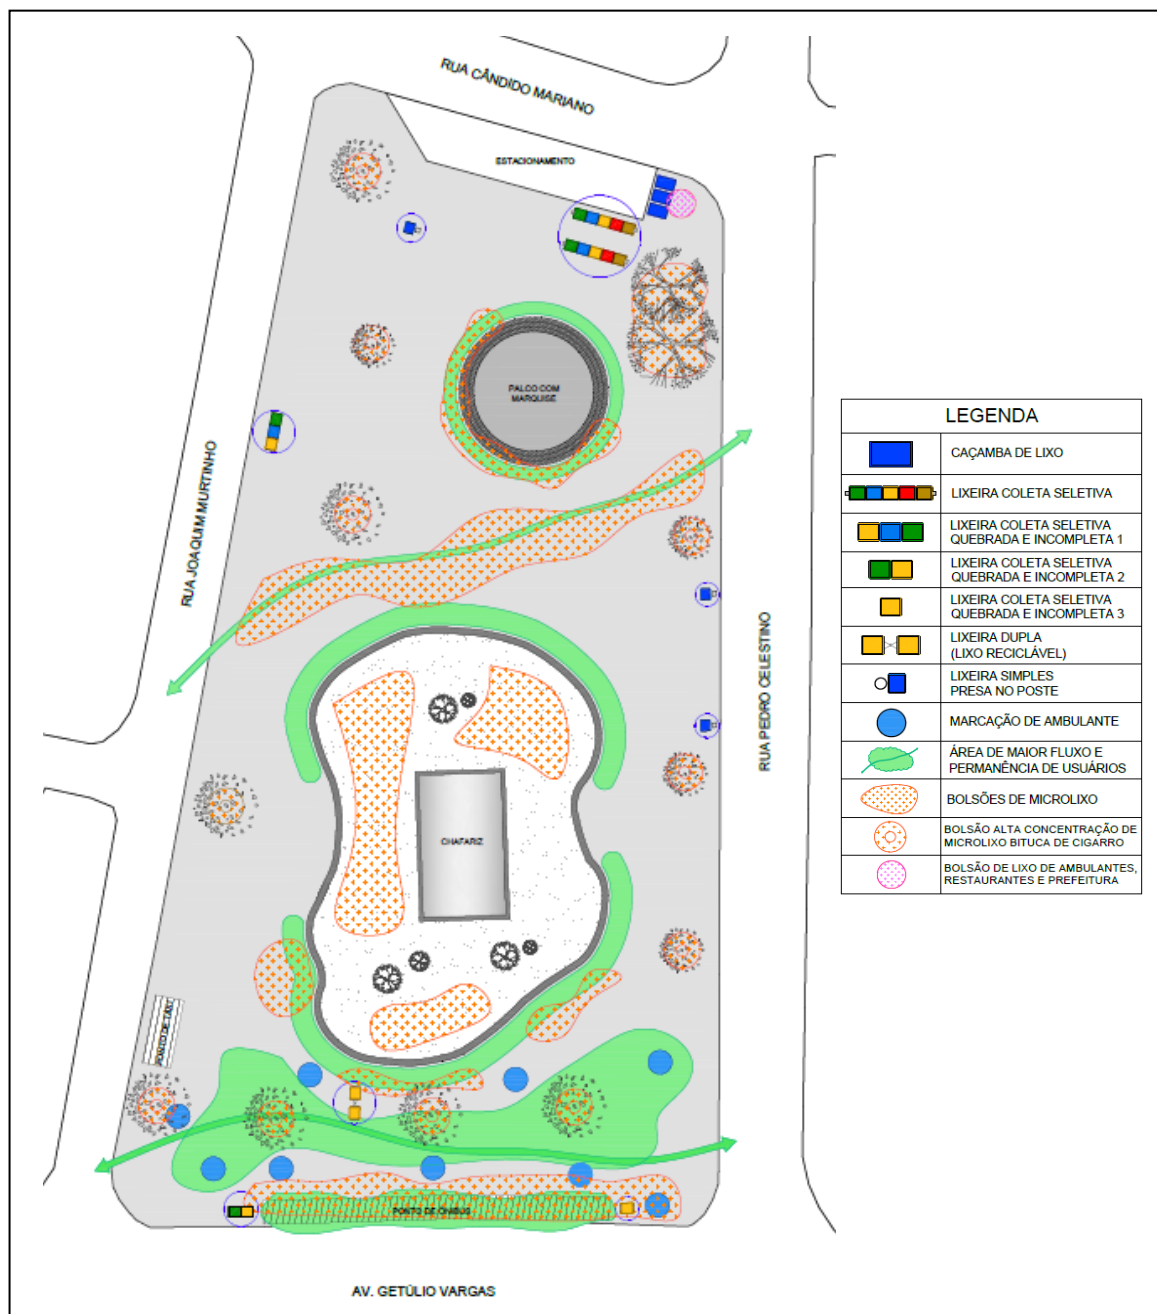 RUA CÂNDIDO MARIANO
ESTACIONAMENTO
PALCO COM
MARQUISE
RUA JOAQUIM MURTINHO
RUA PEDRO CELESTINO
CHAFARIZ
PONTO DE TÁXI
PONTO DE ÔNIBUS
AV. GETÚLIO VARGAS
LEGENDA
CAÇAMBA DE LIXO
LIXEIRA COLETA SELETIVA
LIXEIRA COLETA SELETIVA
QUEBRADA E INCOMPLETA 1
LIXEIRA COLETA SELETIVA
QUEBRADA E INCOMPLETA 2
LIXEIRA COLETA SELETIVA
QUEBRADA E INCOMPLETA 3
LIXEIRA DUPLA
(LIXO RECICLÁVEL)
LIXEIRA SIMPLES
PRESA NO POSTE
MARCAÇÃO DE AMBULANTE
ÁREA DE MAIOR FLUXO E
PERMANÊNCIA DE USUÁRIOS
BOLSÕES DE MICROLIXO
BOLSÃO ALTA CONCENTRAÇÃO DE
MICROLIXO BITUCA DE CIGARRO
BOLSÃO DE LIXO DE AMBULANTES,
RESTAURANTES E PREFEITURA